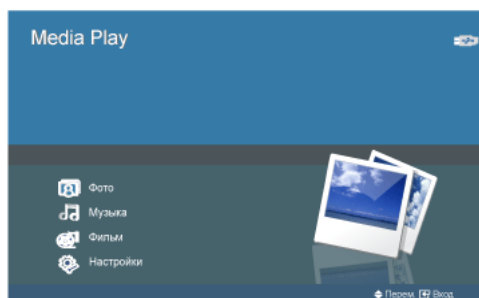 Media Play
Фото
Музыка
Фильм
Настройки
Перем. Вход